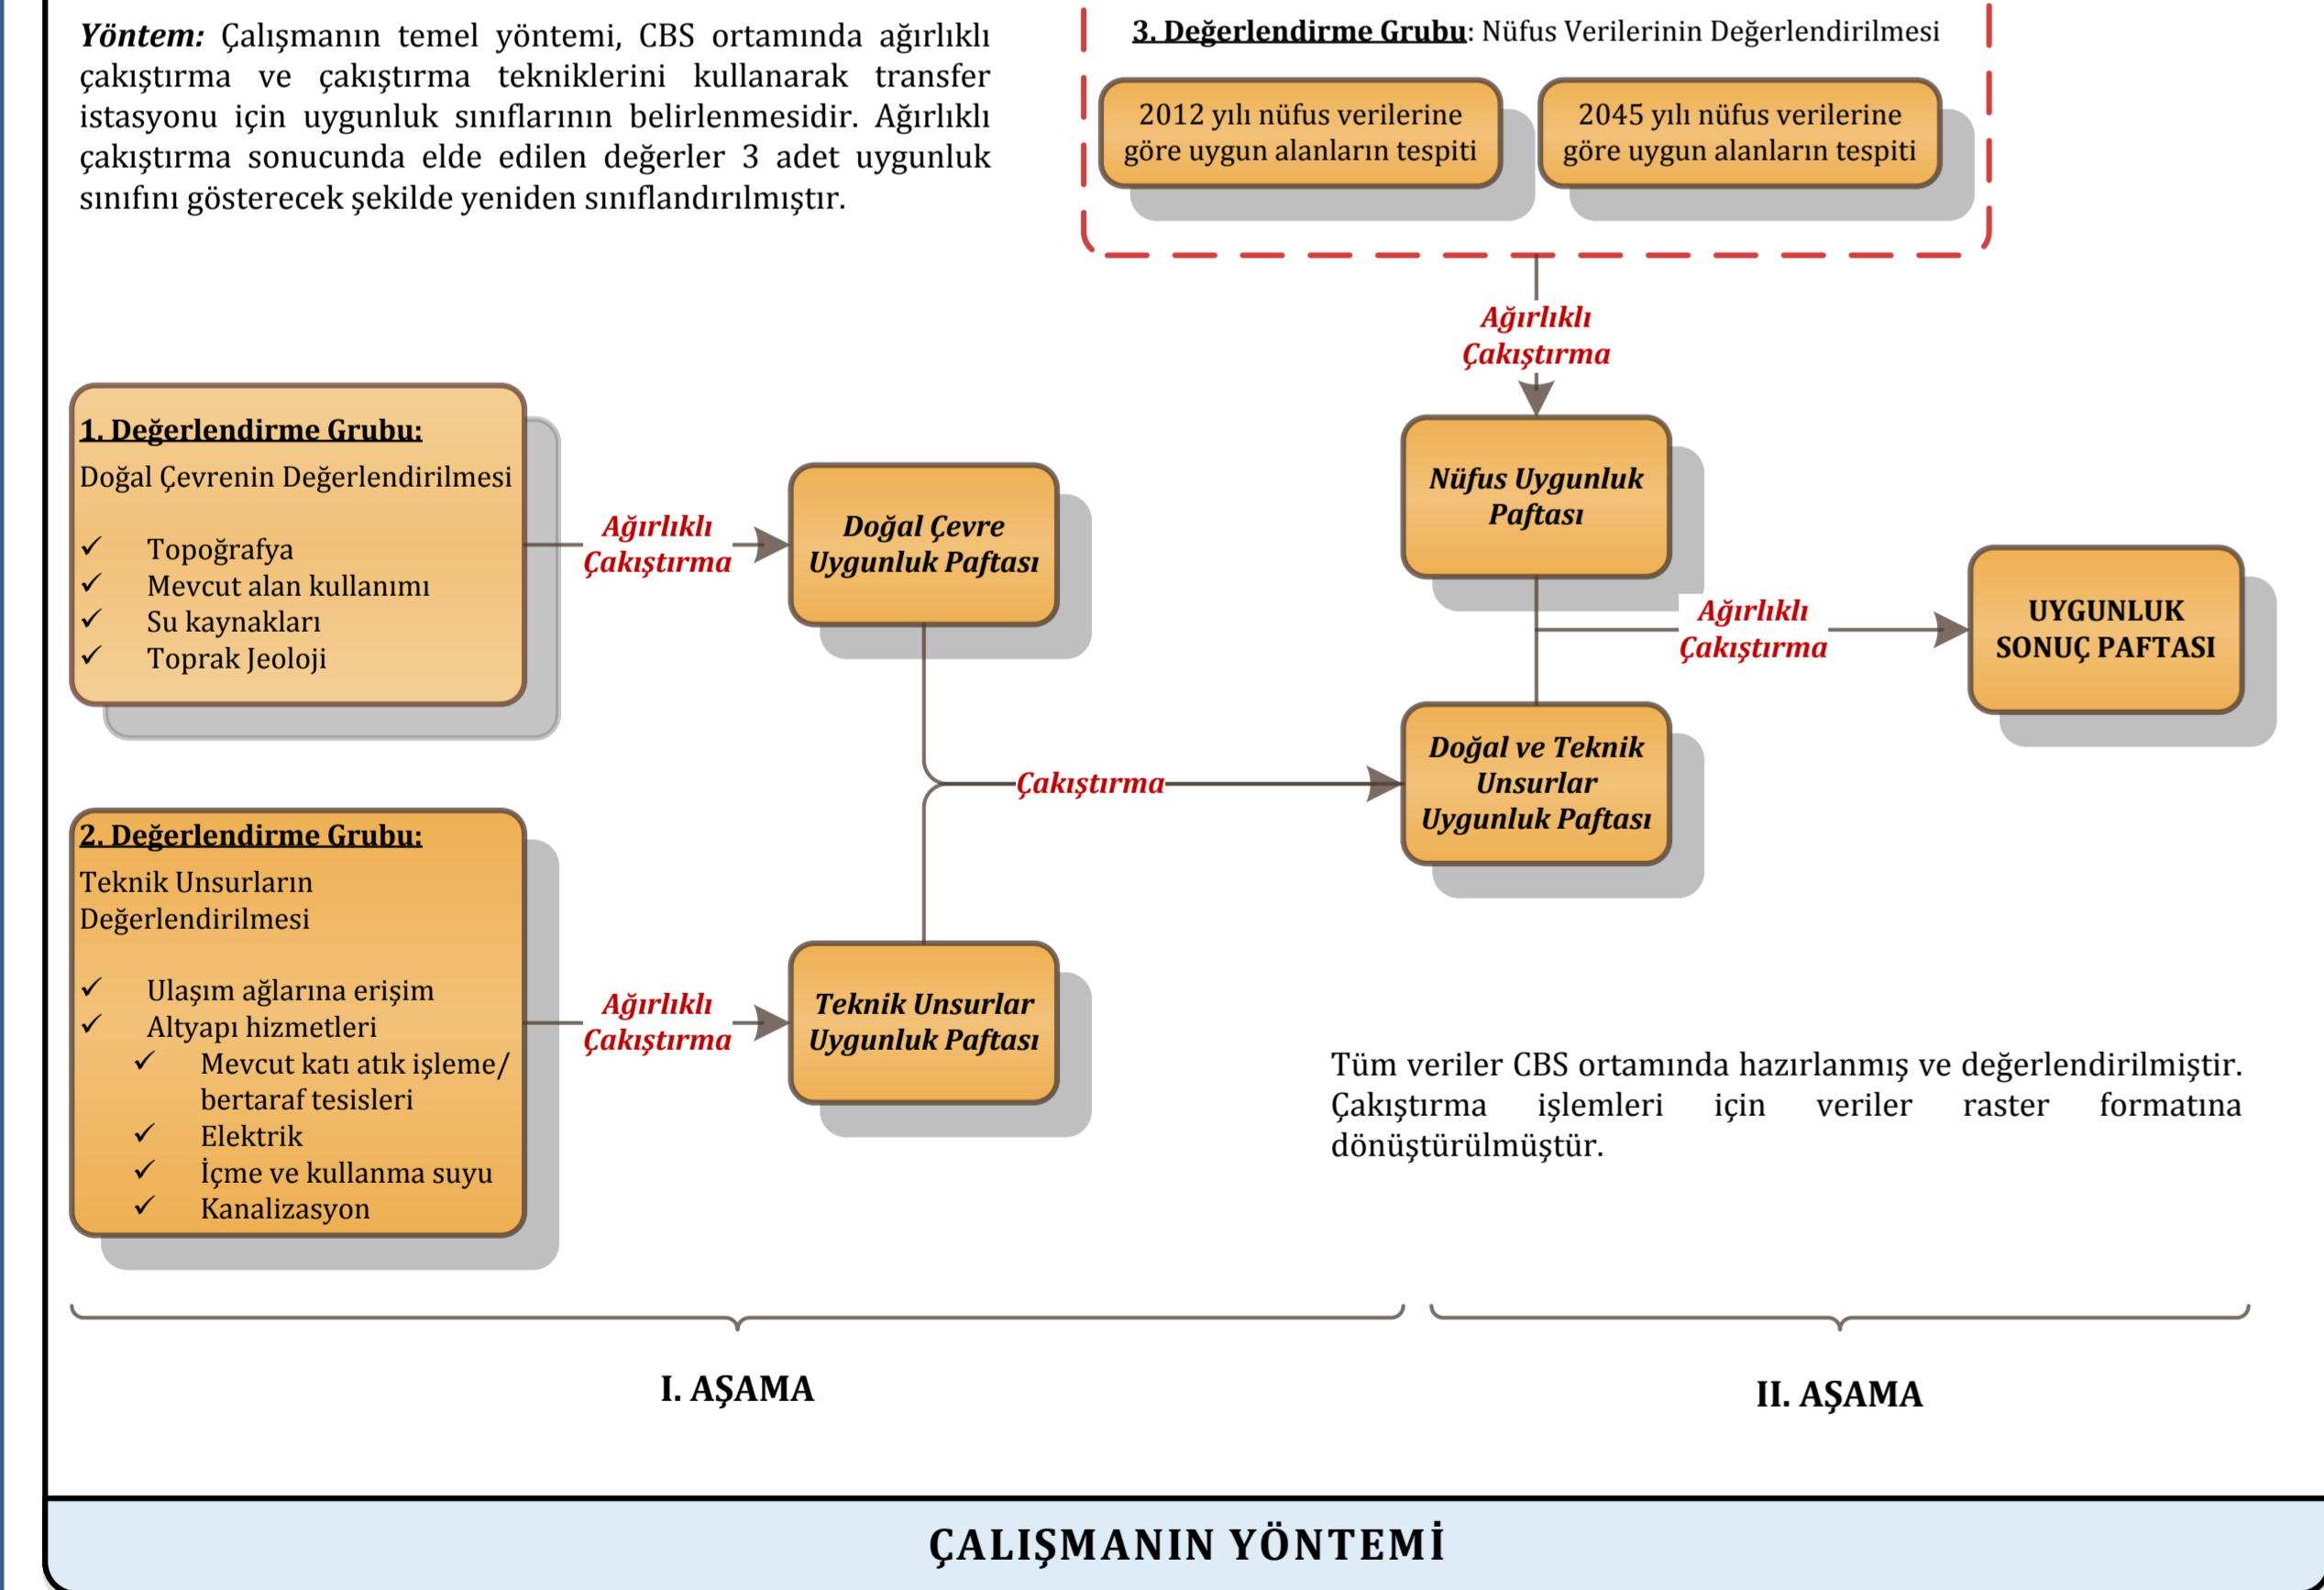 Yöntem: Çalışmanın temel yöntemi, CBS ortamında ağırlıklı
çakıştırma ve çakıştırma tekniklerini kullanarak transfer
istasyonu için uygunluk sınıflarının belirlenmesidir. Ağırlıklı
çakıştırma sonucunda elde edilen değerler 3 adet uygunluk
sınıfını gösterecek şekilde yeniden sınıflandırılmıştır.
3. Değerlendirme Grubu: Nüfus Verilerinin Değerlendirilmesi
2012 yılı nüfus verilerine
göre uygun alanların tespiti
2045 yılı nüfus verilerine
göre uygun alanların tespiti
Ağırlıklı
Çakıştırma
1. Değerlendirme Grubu:
Doğal Çevrenin Değerlendirilmesi
✓ Topoğrafya
✓ Mevcut alan kullanımı
✓ Su kaynakları
✓ Toprak Jeoloji
Ağırlıklı
Çakıştırma
Doğal Çevre
Uygunluk Paftası
Nüfus Uygunluk
Paftası
Ağırlıklı
Çakıştırma
UYGUNLUK
SONUÇ PAFTASI
Çakıştırma
Doğal ve Teknik
Unsurlar
Uygunluk Paftası
2. Değerlendirme Grubu:
Teknik Unsurların
Değerlendirilmesi
✓ Ulaşım ağlarına erişim
✓ Altyapı hizmetleri
✓ Mevcut katı atık işleme/
bertaraf tesisleri
✓ Elektrik
✓ İçme ve kullanma suyu
✓ Kanalizasyon
Ağırlıklı
Çakıştırma
Teknik Unsurlar
Uygunluk Paftası
Tüm veriler CBS ortamında hazırlanmış ve değerlendirilmiştir.
Çakıştırma işlemleri için veriler raster formatına
dönüştürülmüştür.
I. AŞAMA
II. AŞAMA
ÇALIŞMANIN YÖNTEMİ